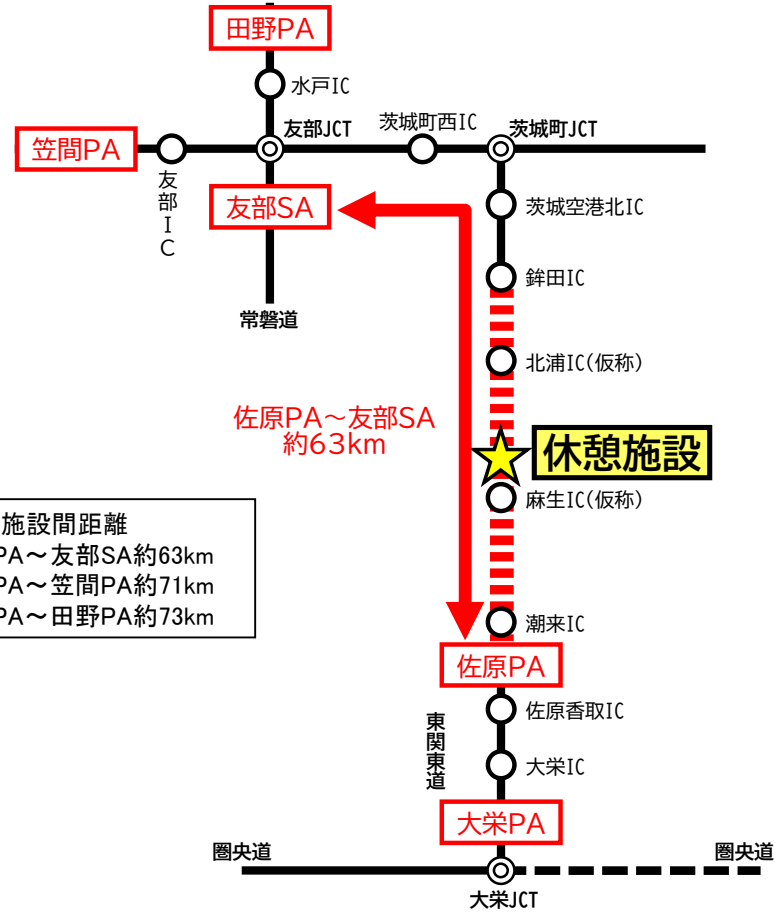 田野PA
水戸IC
友部JCT
茨城町西IC
茨城町JCT
笠間PA
友部IC
友部SA
茨城空港北IC
鉾田IC
常磐道
北浦IC(仮称)
佐原PA～友部SA
約63km
休憩施設
麻生IC(仮称)
施設間距離
PA～友部SA約63km
PA～笠間PA約71km
PA～田野PA約73km
潮来IC
佐原PA
佐原香取IC
東関東道
大栄IC
大栄PA
圏央道
圏央道
大栄JCT